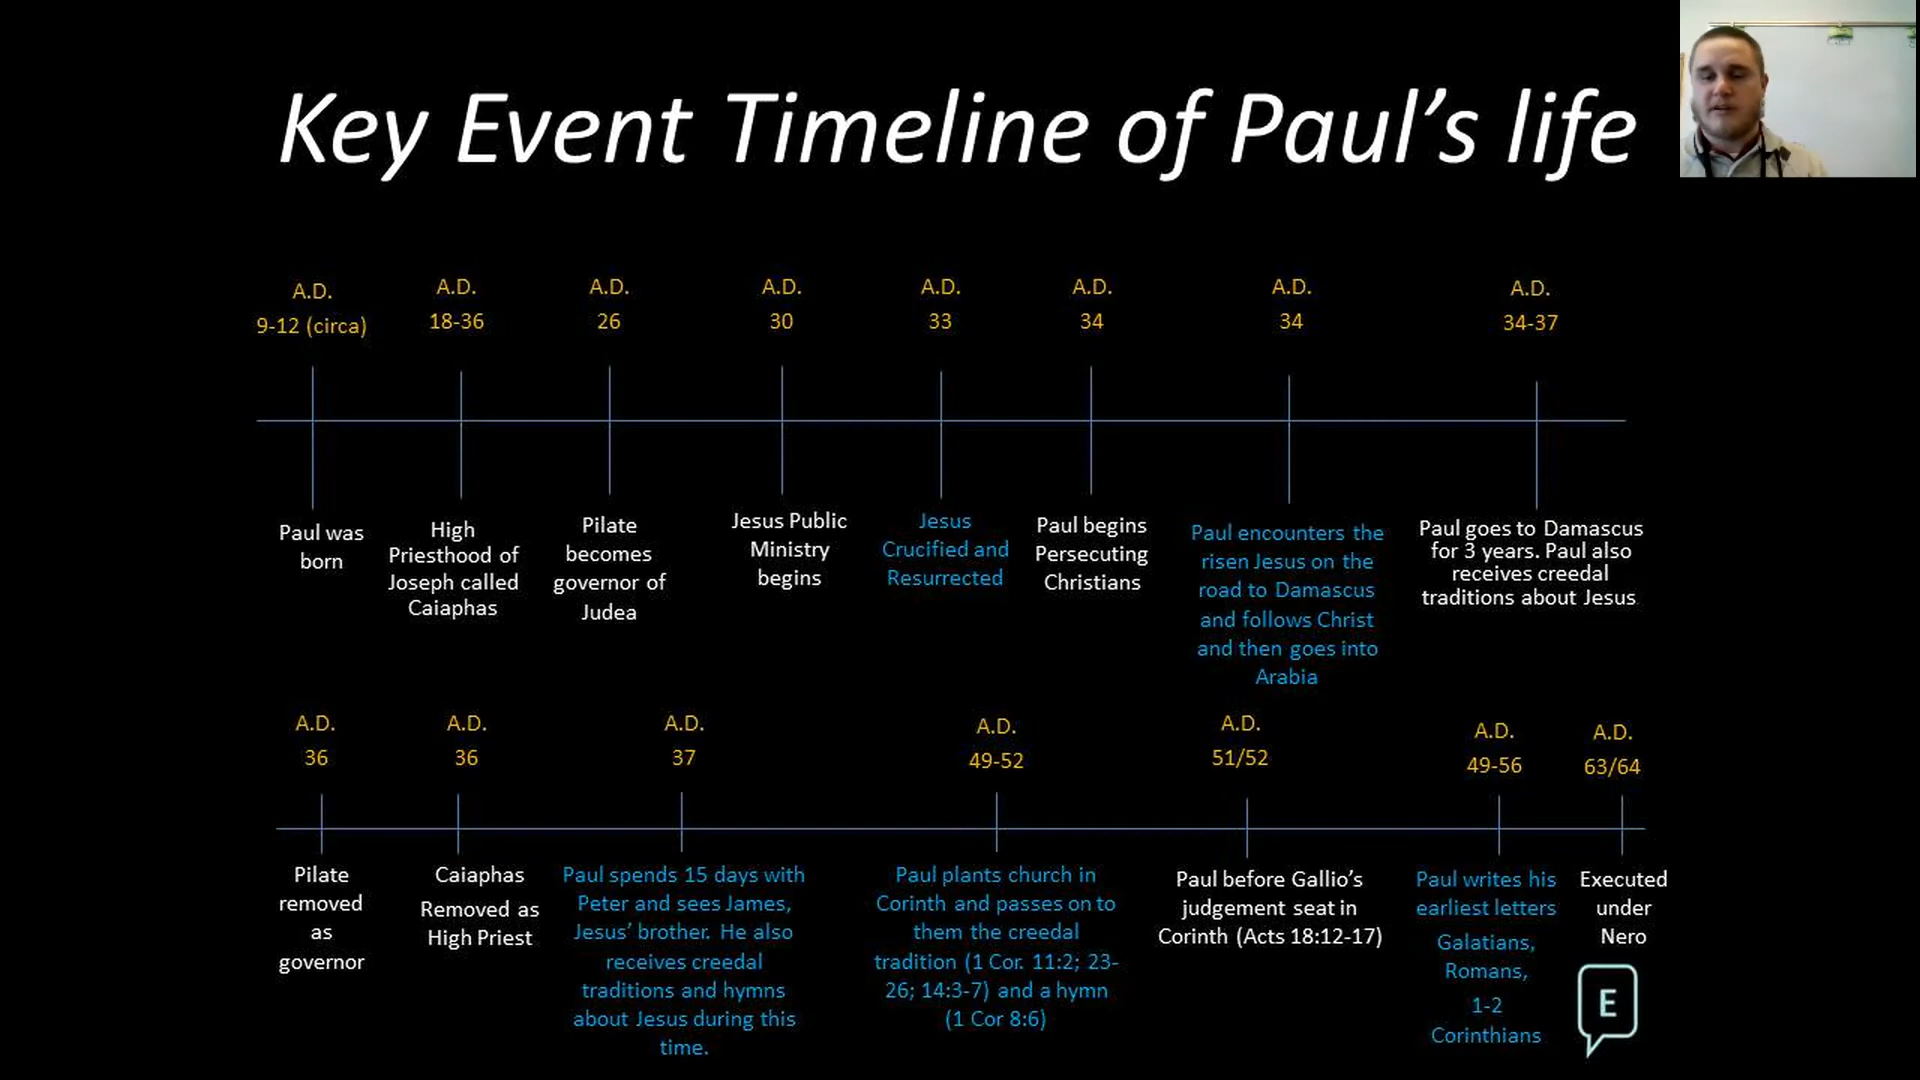 Key Event Timeline of Paul's life
A.D.
9-12 (circa)
A.D.
18-36
A.D.
26
A.D.
30
A.D.
33
A.D.
34
A.D.
34
A.D.
34-37
Paul was
born
High
Priesthood of
Joseph called
Caiaphas
Pilate
becomes
governor of
Judea
Jesus Public
Ministry
begins
Jesus
Crucified and
Resurrected
Paul begins
Persecuting
Christians
Paul encounters the
risen Jesus on the
road to Damascus
and follows Christ
and then goes into
Arabia
Paul goes to Damascus
for 3 years. Paul also
receives creedal
traditions about Jesus
A.D.
36
A.D.
36
A.D.
37
A.D.
49-52
A.D.
51/52
A.D.
49-56
A.D.
63/64
Pilate
removed
as
governor
Caiaphas
Removed as
High Priest
Paul spends 15 days with
Peter and sees James,
Jesus' brother. He also
receives creedal
traditions and hymns
about Jesus during this
time.
Paul plants church in
Corinth and passes on to
them the creedal
tradition (1 Cor. 11:2; 23-
26; 14:3-7) and a hymn
(1 Cor 8:6)
Paul before Gallio's
judgement seat in
Corinth (Acts 18:12-17)
Paul writes his
earliest letters
Galatians,
Romans,
1-2
Corinthians
Executed
under
Nero
E